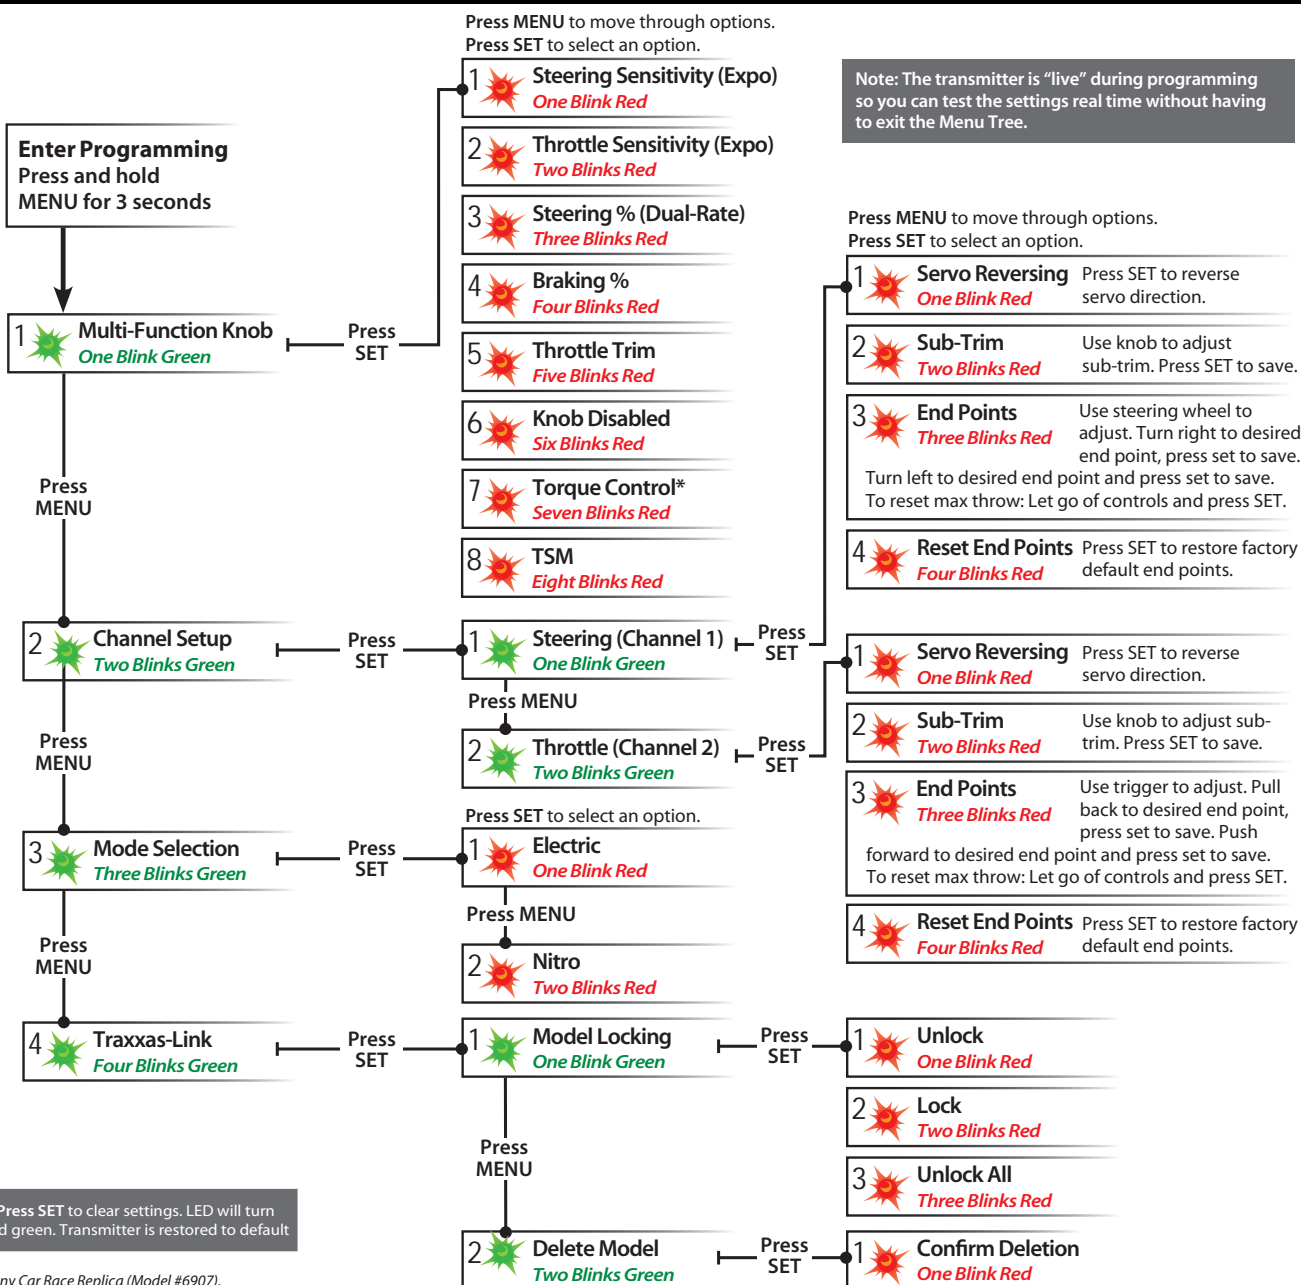 Press MENU to move through options.
Press SET to select an option.
1 Steering Sensitivity (Expo)
One Blink Red
2 Throttle Sensitivity (Expo)
Two Blinks Red
3 Steering % (Dual-Rate)
Three Blinks Red
4 Braking %
Four Blinks Red
5 Throttle Trim
Five Blinks Red
6 Knob Disabled
Six Blinks Red
7 Torque Control*
Seven Blinks Red
8 TSM
Eight Blinks Red
Note: The transmitter is “live” during programming
so you can test the settings real time without having
to exit the Menu Tree.
Enter Programming
Press and hold
MENU for 3 seconds
1 Multi-Function Knob
One Blink Green
Press
SET
Press
MENU
2 Channel Setup
Two Blinks Green
Press
SET
1 Steering (Channel 1)
One Blink Green
Press
SET
Press MENU
2 Throttle (Channel 2)
Two Blinks Green
Press
SET
Press MENU to move through options.
Press SET to select an option.
1 Servo Reversing
One Blink Red
Press SET to reverse
servo direction.
2 Sub-Trim
Two Blinks Red
Use knob to adjust
sub-trim. Press SET to save.
3 End Points
Three Blinks Red
Use steering wheel to
adjust. Turn right to desired
end point, press set to save.
Turn left to desired end point and press set to save.
To reset max throw: Let go of controls and press SET.
4 Reset End Points
Four Blinks Red
Press SET to restore factory
default end points.
1 Servo Reversing
One Blink Red
Press SET to reverse
servo direction.
2 Sub-Trim
Two Blinks Red
Use knob to adjust sub-
trim. Press SET to save.
3 End Points
Three Blinks Red
Use trigger to adjust. Pull
back to desired end point,
press set to save. Push
forward to desired end point and press set to save.
To reset max throw: Let go of controls and press SET.
4 Reset End Points
Four Blinks Red
Press SET to restore factory
default end points.
Press
MENU
3 Mode Selection
Three Blinks Green
Press
SET
Press SET to select an option.
1 Electric
One Blink Red
Press MENU
2 Nitro
Two Blinks Red
Press
MENU
4 Traxxas-Link
Four Blinks Green
Press
SET
1 Model Locking
One Blink Green
Press
SET
1 Unlock
One Blink Red
2 Lock
Two Blinks Red
3 Unlock All
Three Blinks Red
Press
MENU
2 Delete Model
Two Blinks Green
Press
SET
1 Confirm Deletion
One Blink Red
Press SET to clear settings. LED will turn
d green. Transmitter is restored to default
ny Car Race Replica (Model #6907).